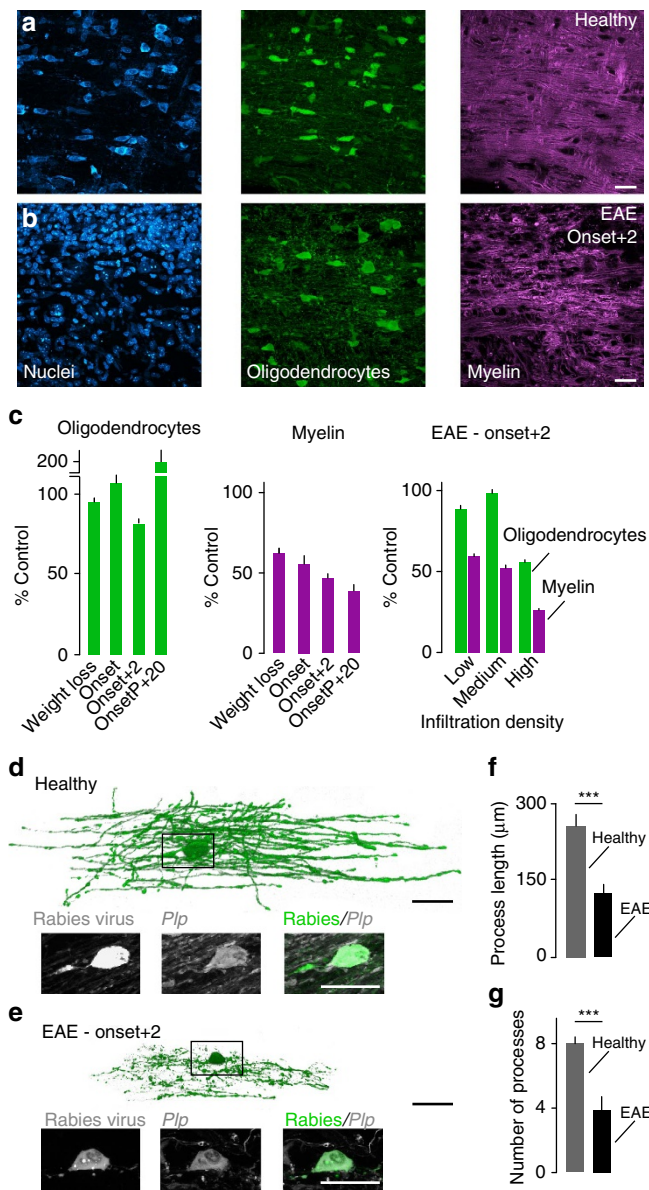 a
Healthy
b
EAE
Onset+2
Nuclei
Oligodendrocytes
Myelin
c
Oligodendrocytes
Myelin
EAE - onset+2
% Control
200
100
50
0
Weight loss
Onset
Onset+2
OnsetP+20
% Control
100
50
0
Weight loss
Onset
Onset+2
OnsetP+20
% Control
100
50
0
Oligodendrocytes
Myelin
Low
Medium
High
Infiltration density
d
Healthy
Rabies virus
Plp
Rabies/Plp
e
EAE - onset+2
Rabies virus
Plp
Rabies/Plp
f
Process length (μm)
300
150
0
***
Healthy
EAE
g
Number of processes
8
4
0
***
Healthy
EAE